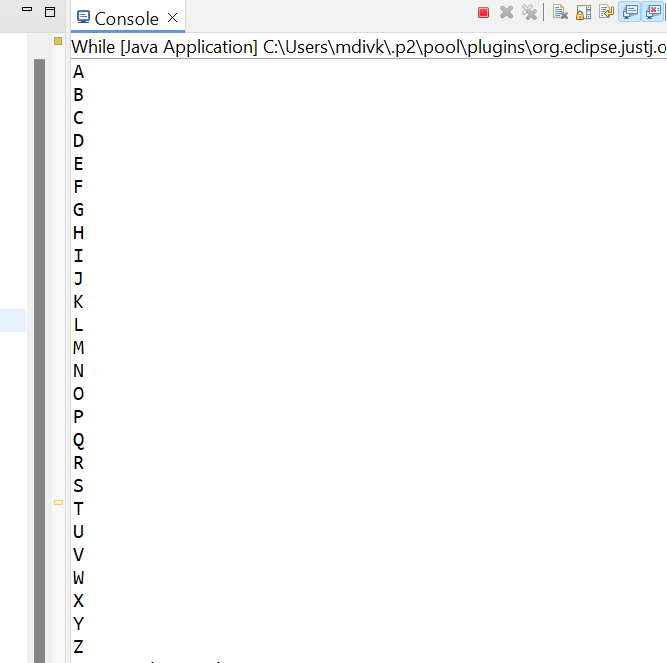 Console
While [Java Application] C:\Users\mdivk\.p2\pool\plugins\org.eclipse.justj.o
A
B
C
D
E
F
G
H
I
J
K
L
M
N
O
P
Q
R
S
T
U
V
W
X
Y
Z